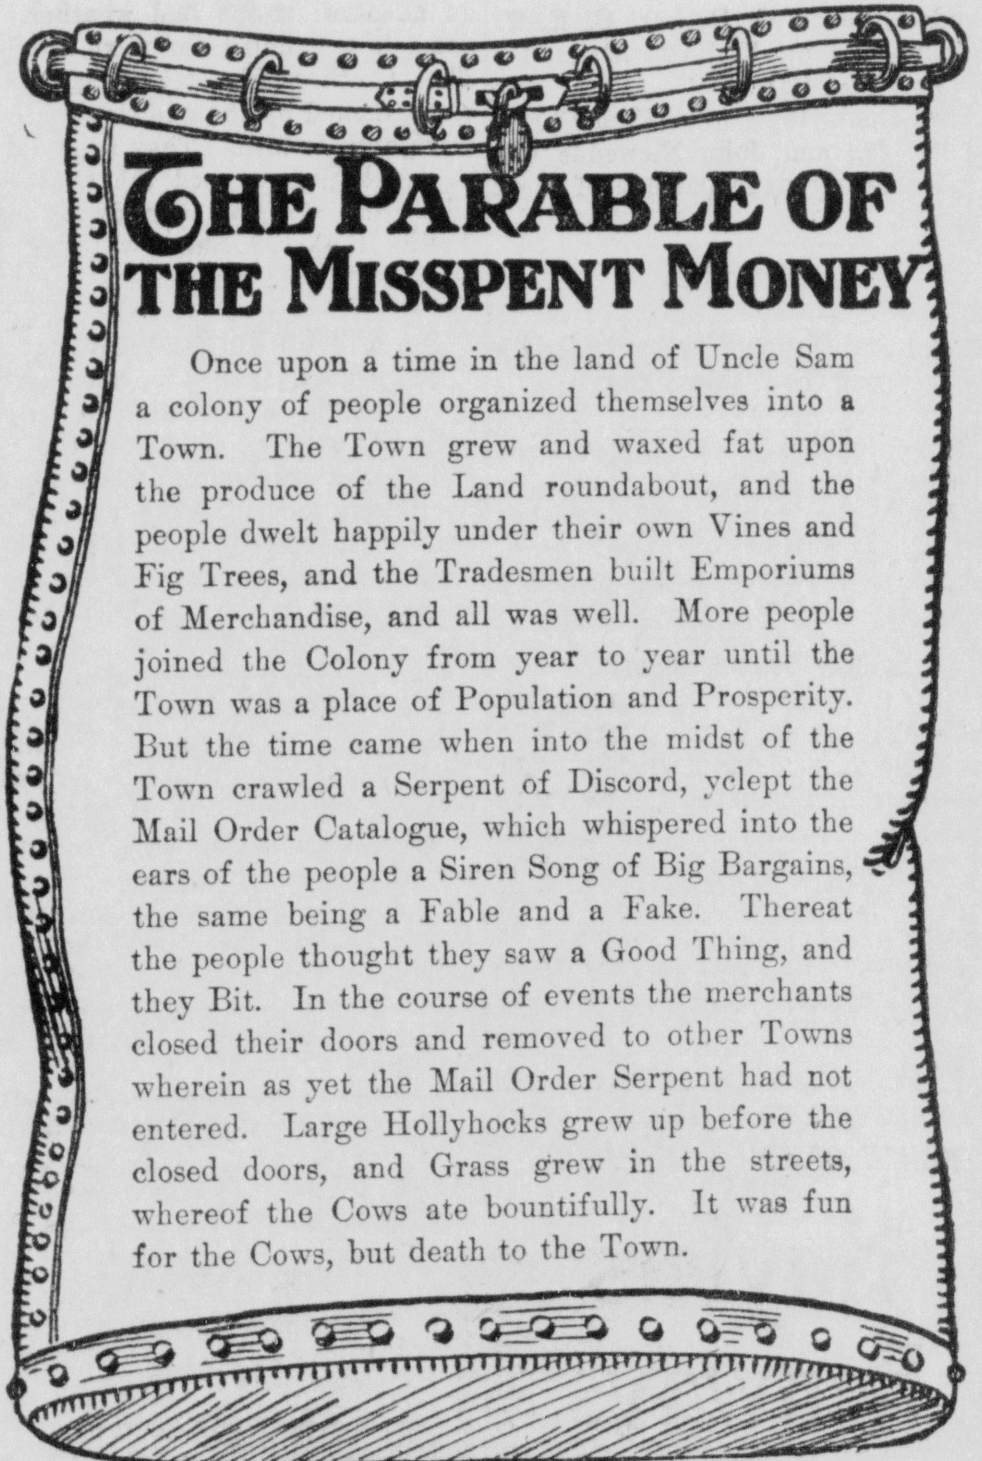 THE PARABLE OF
THE MISSPENT MONEY
Once upon a time in the land of Uncle Sam
a colony of people organized themselves into a
Town. The Town grew and waxed fat upon
the produce of the Land roundabout, and the
people dwelt happily under their own Vines and
Fig Trees, and the Tradesmen built Emporiums
of Merchandise, and all was well. More people
joined the Colony from year to year until the
Town was a place of Population and Prosperity.
But the time came when into the midst of the
Town crawled a Serpent of Discord, yclept the
Mail Order Catalogue, which whispered into the
ears of the people a Siren Song of Big Bargains,
the same being a Fable and a Fake. Thereat
the people thought they saw a Good Thing, and
they Bit. In the course of events the merchants
closed their doors and removed to other Towns
wherein as yet the Mail Order Serpent had not
entered. Large Hollyhocks grew up before the
closed doors, and Grass grew in the streets,
whereof the Cows ate bountifully. It was fun
for the Cows, but death to the Town.